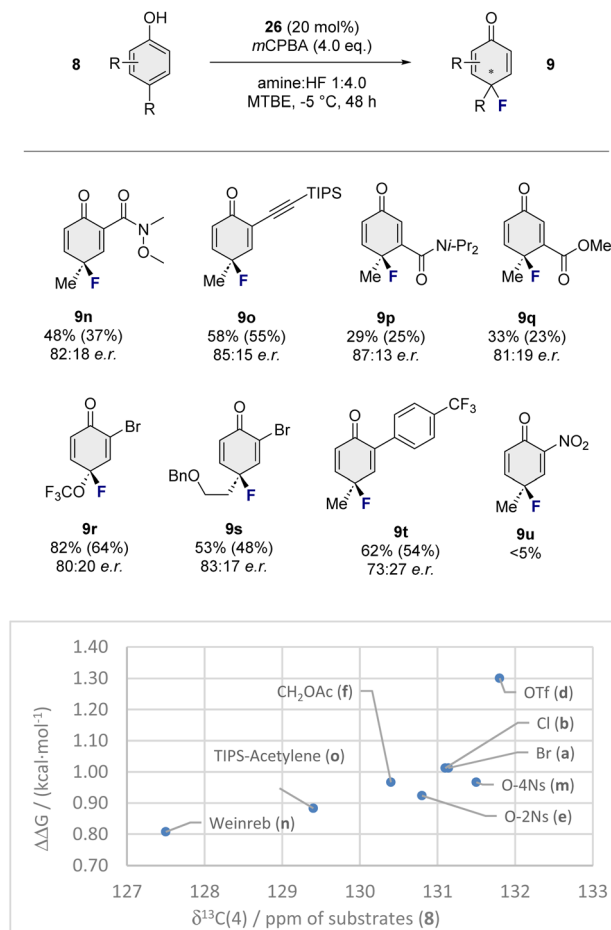 8
OH
R
R
26 (20 mol%)
mCPBA (4.0 eq.)
amine:HF 1:4.0
MTBE, -5 °C, 48 h
O
R
*
R
F
9
O
O
N
O
Me
F
9n
48% (37%)
82:18 e.r.
O
TIPS
Me
F
9o
58% (55%)
85:15 e.r.
O
Me
F
O
Ni-Pr2
9p
29% (25%)
87:13 e.r.
O
Me
F
O
OMe
9q
33% (23%)
81:19 e.r.
O
Br
F3CO
F
9r
82% (64%)
80:20 e.r.
O
Br
BnO
F
9s
53% (48%)
83:17 e.r.
O
CF3
Me
F
9t
62% (54%)
73:27 e.r.
O
NO2
Me
F
9u
<5%
ΔΔG / (kcal·mol⁻¹)
1.40
1.30
1.20
1.10
1.00
0.90
0.80
0.70
CH2OAc (f)
TIPS-Acetylene (o)
Weinreb (n)
OTf (d)
Cl (b)
Br (a)
O-4Ns (m)
O-2Ns (e)
127 128 129 130 131 132 133
δ¹³C(4) / ppm of substrates (8)